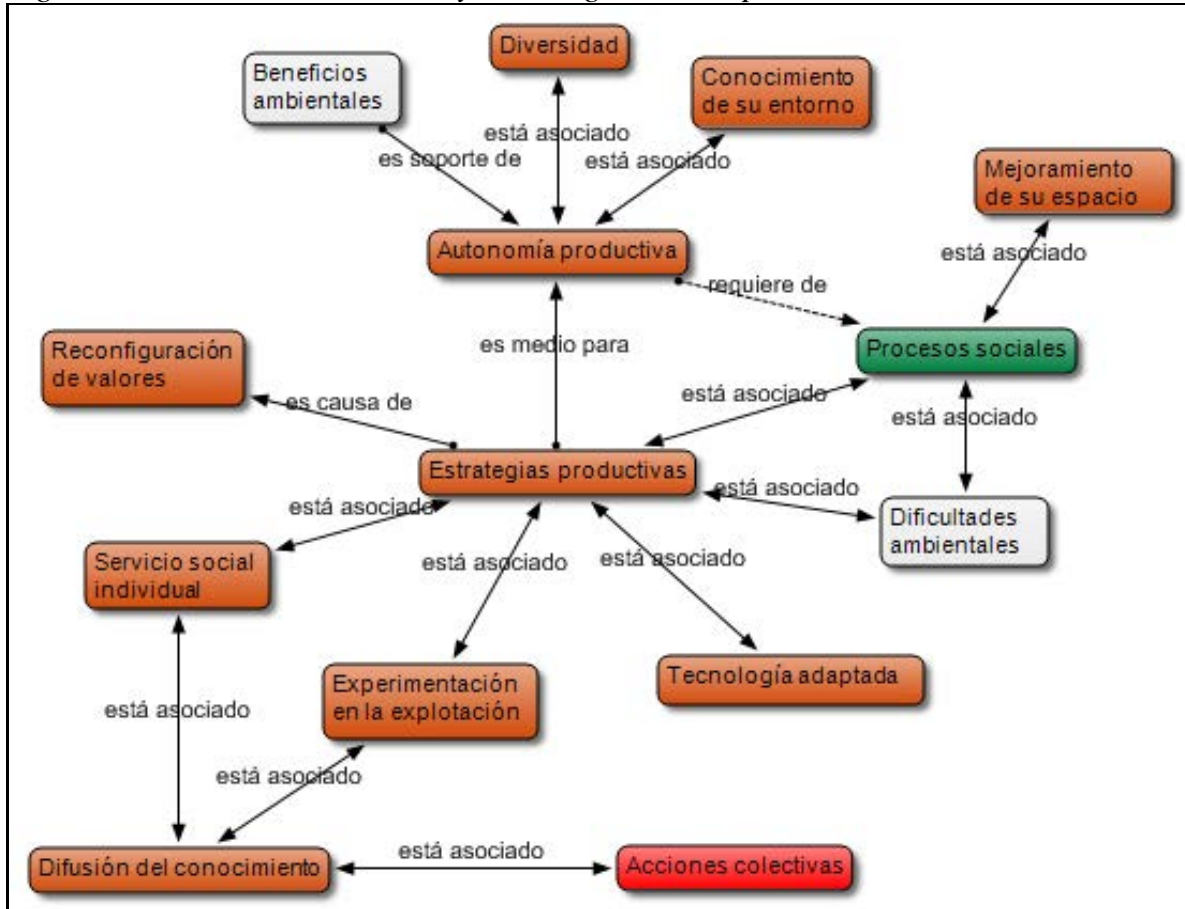 Diversidad
Beneficios
ambientales
Conocimiento
de su entorno
está asociado
es soporte de
está asociado
Mejoramiento
de su espacio
Autonomía productiva
está asociado
requiere de
es medio para
Reconfiguración
de valores
Procesos sociales
es causa de
está asociado
está asociado
Estrategias productivas
está asociado
está asociado
Dificultades
ambientales
Servicio social
individual
está asociado
está asociado
Experimentación
en la explotación
Tecnología adaptada
está asociado
está asociado
Difusión del conocimiento
está asociado
Acciones colectivas